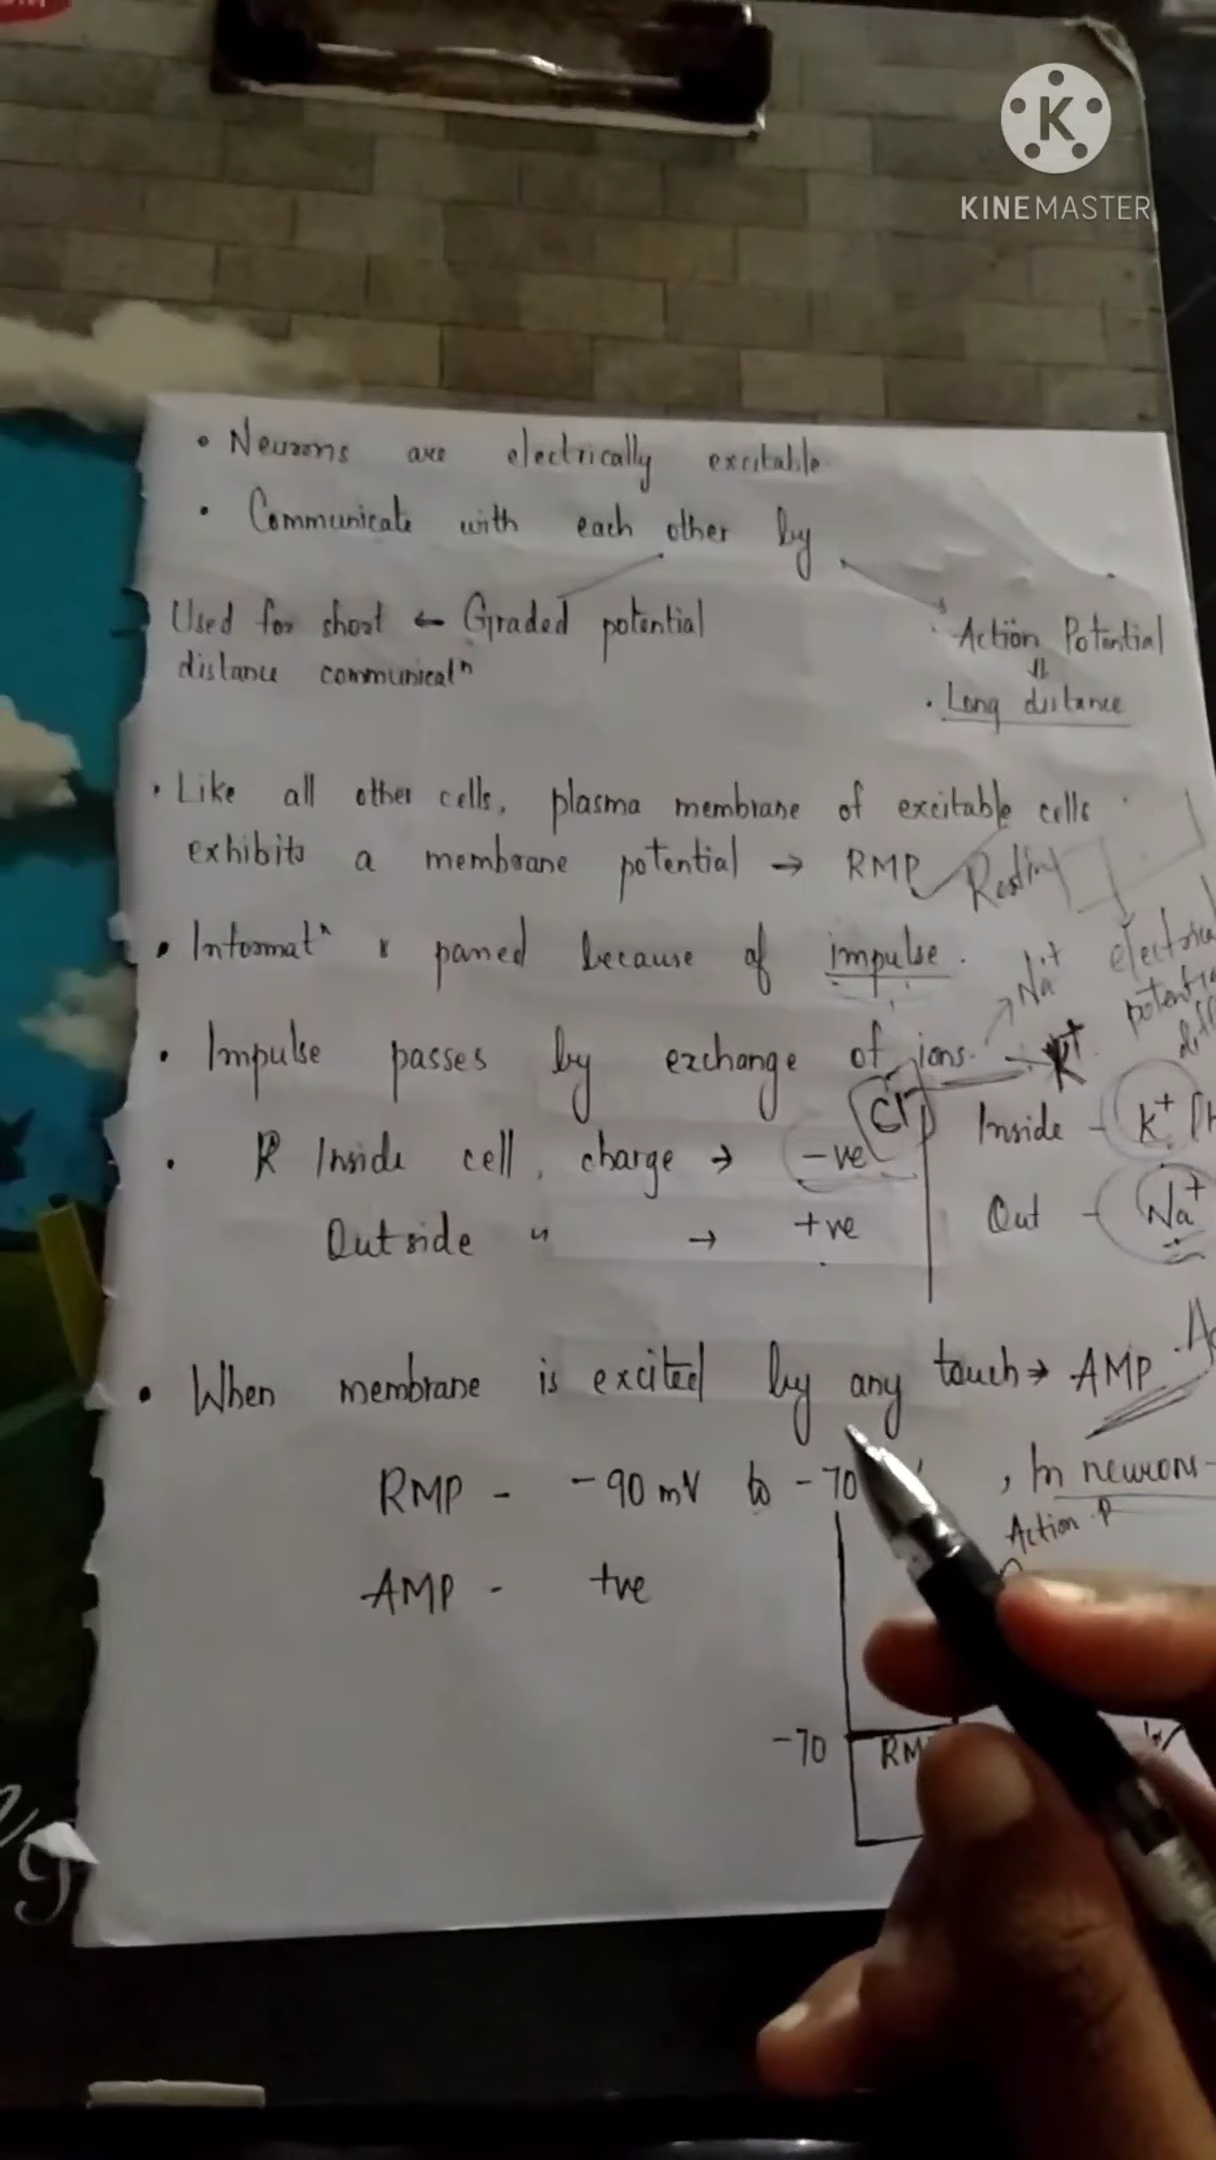 K
KINEMASTER
• Neurons are electrically excitable
• Communicate with each other by
Used for short ← Graded potential
distance communicatⁿ
Action Potential
⇓
• Long distance
• Like all other cells, plasma membrane of excitable cells
exhibits a membrane potential → RMP Resting
• Informatⁿ is passed because of impulse.
Na⁺
• Impulse passes by exchange of ions. K⁺
Cl⁻
• Inside cell, charge → -ve
Outside " → +ve
Inside - K⁺
Out - Na⁺
• When membrane is excited by any touch → AMP
RMP - -90 mV to -70
, In neurons -
Action P
AMP - +ve
-70